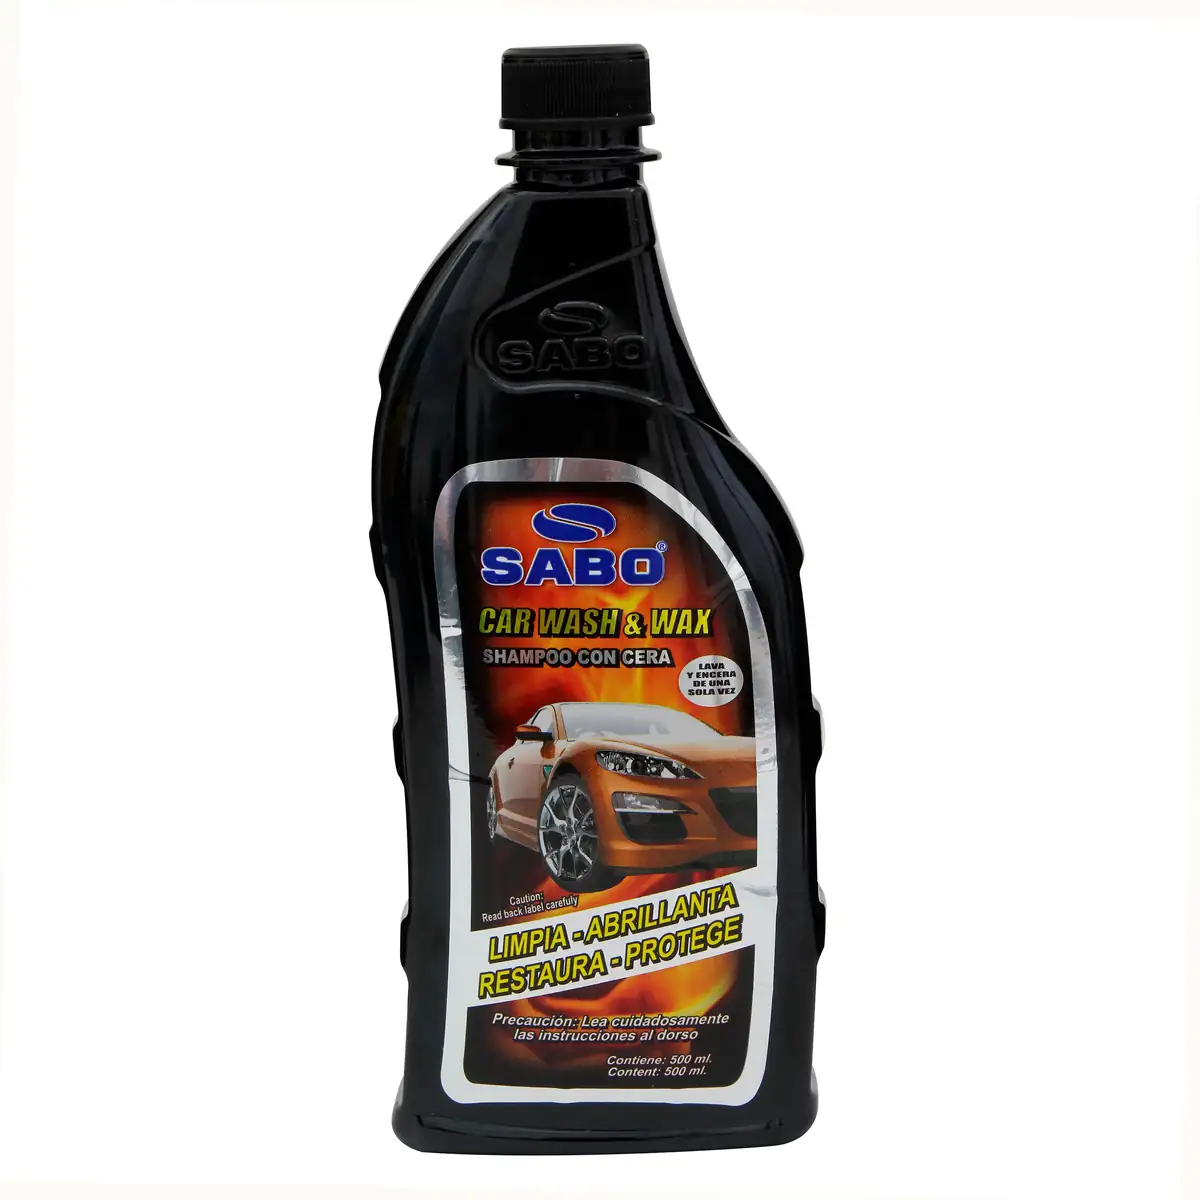 SABO
SABO®
CAR WASH & WAX
SHAMPOO CON CERA
LAVA
Y ENCERA
DE UNA
SOLA VEZ
Caution:
Read back label carefuly
LIMPIA - ABRILLANTA
RESTAURA - PROTEGE
Precaución: Lea cuidadosamente
las instrucciones al dorso
Contiene: 500 ml.
Content: 500 ml.